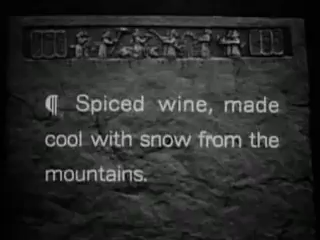 ¶ Spiced wine, made
cool with snow from the
mountains.